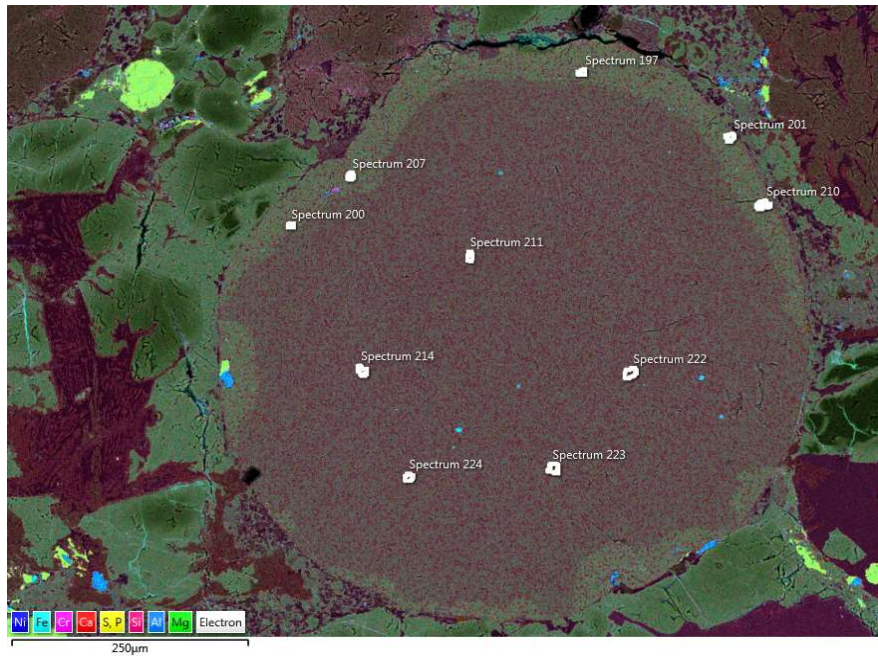 Spectrum 197
Spectrum 201
Spectrum 207
Spectrum 210
Spectrum 200
Spectrum 211
Spectrum 214
Spectrum 222
Spectrum 223
Spectrum 224
Ni Fe Cr Ca S, P Si Al Mg Electron
250µm